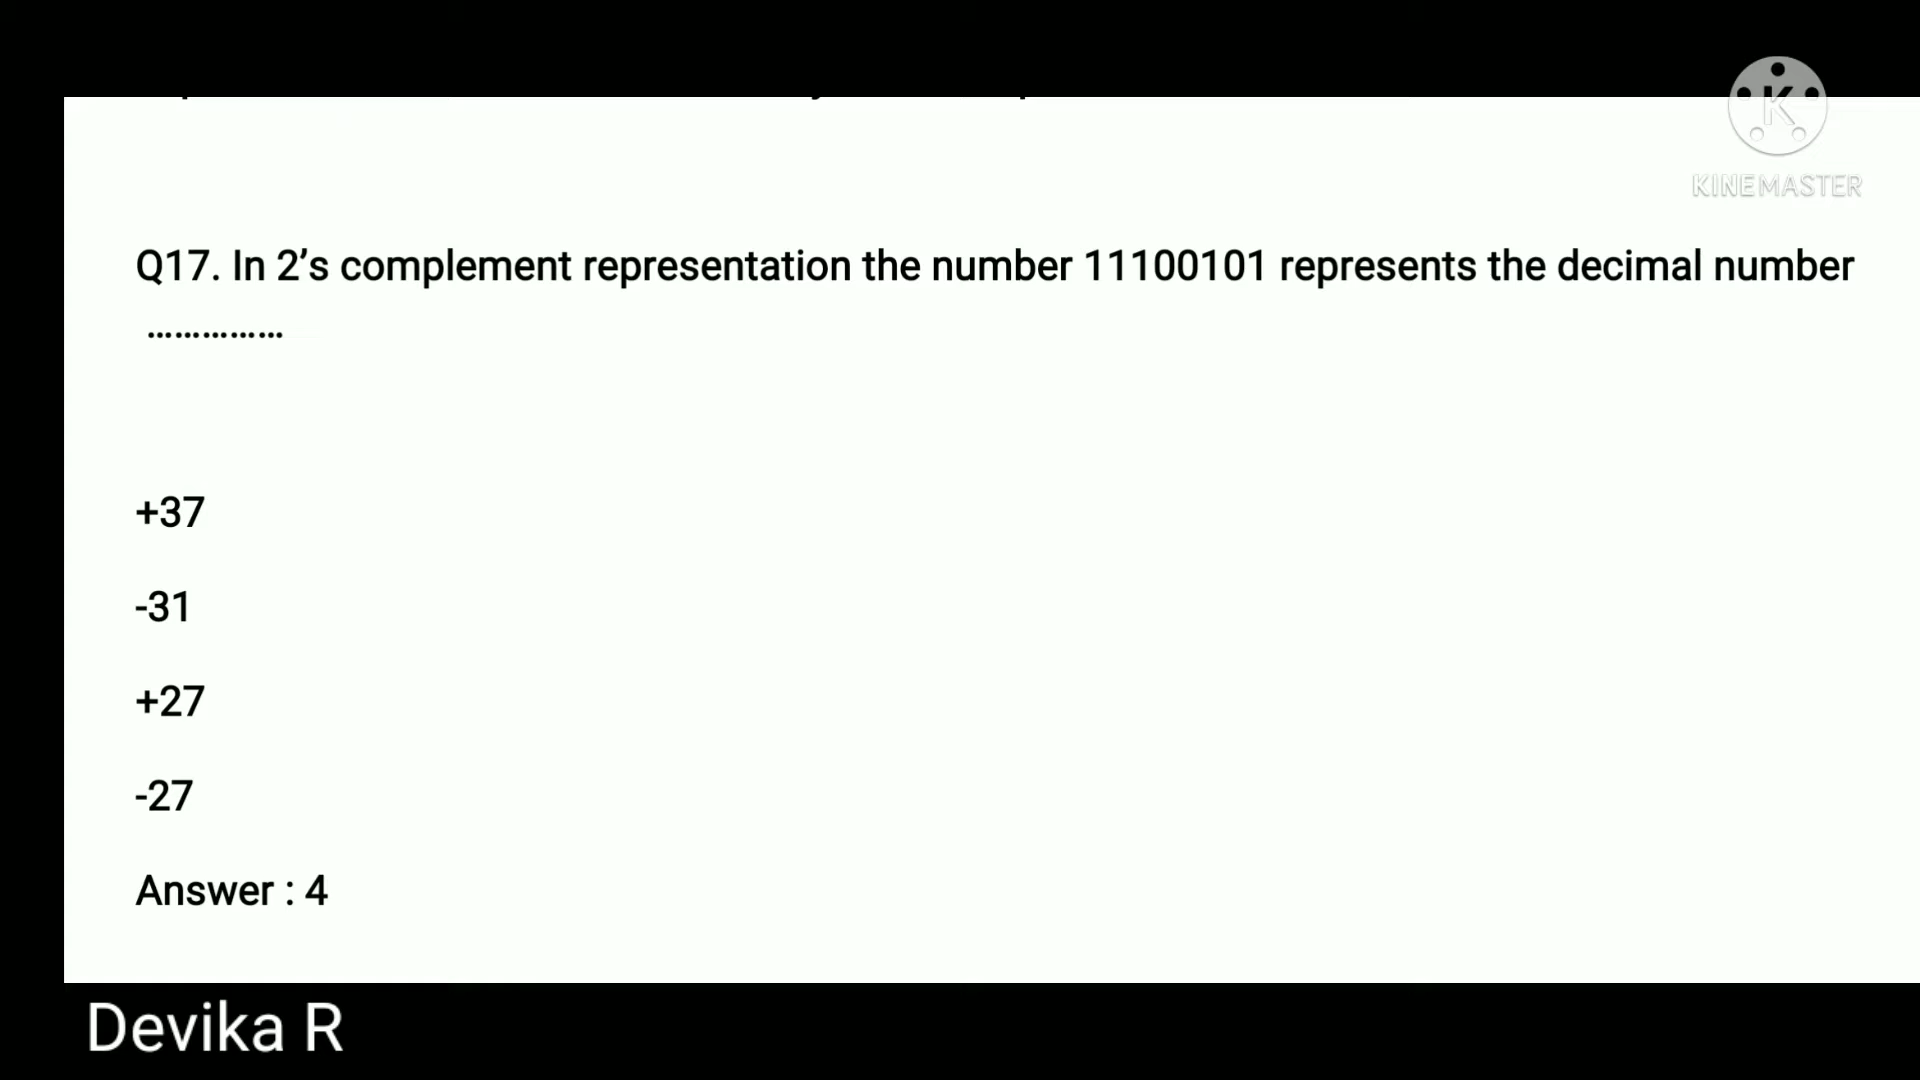 K
KINEMASTER
Q17. In 2’s complement representation the number 11100101 represents the decimal number
……………
+37
-31
+27
-27
Answer : 4
Devika R